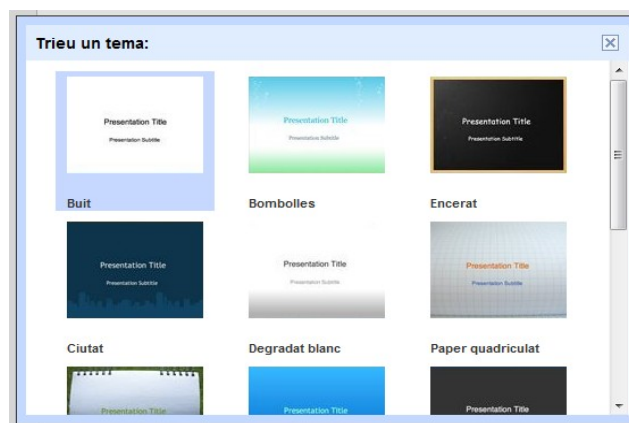 Trieu un tema:
Presentation Title
Presentation Subtitle
Presentation Title
Presentation Subtitle
Presentation Title
Presentation Subtitle
Buit
Bombolles
Encerat
Presentation Title
Presentation Subtitle
Presentation Title
Presentation Subtitle
Presentation Title
Presentation Subtitle
Ciutat
Degradat blanc
Paper quadriculat
Presentation Title
Presentation Title
Presentation Title